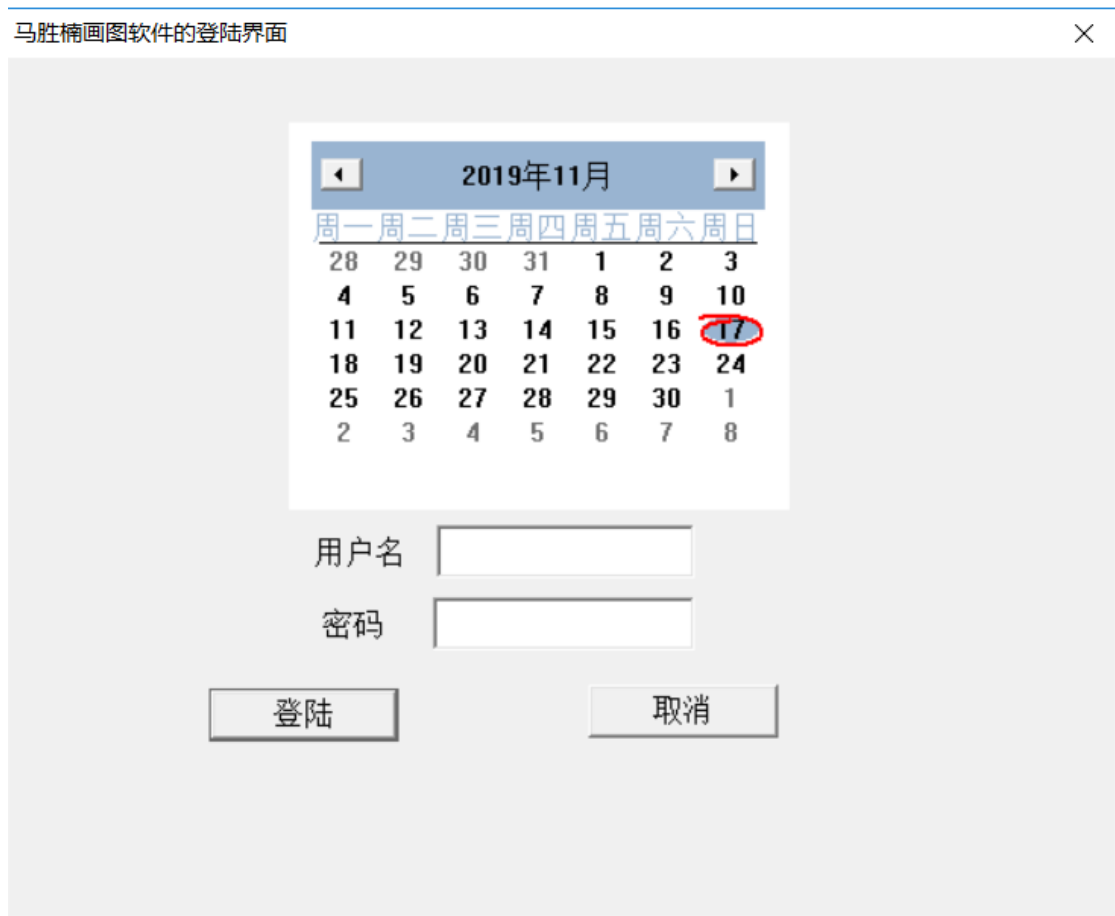 马胜楠画图软件的登陆界面
2019年11月
周一 周二 周三 周四 周五 周六 周日
28 29 30 31 1 2 3
4 5 6 7 8 9 10
11 12 13 14 15 16 17
18 19 20 21 22 23 24
25 26 27 28 29 30 1
2 3 4 5 6 7 8
用户名
密码
登陆 取消